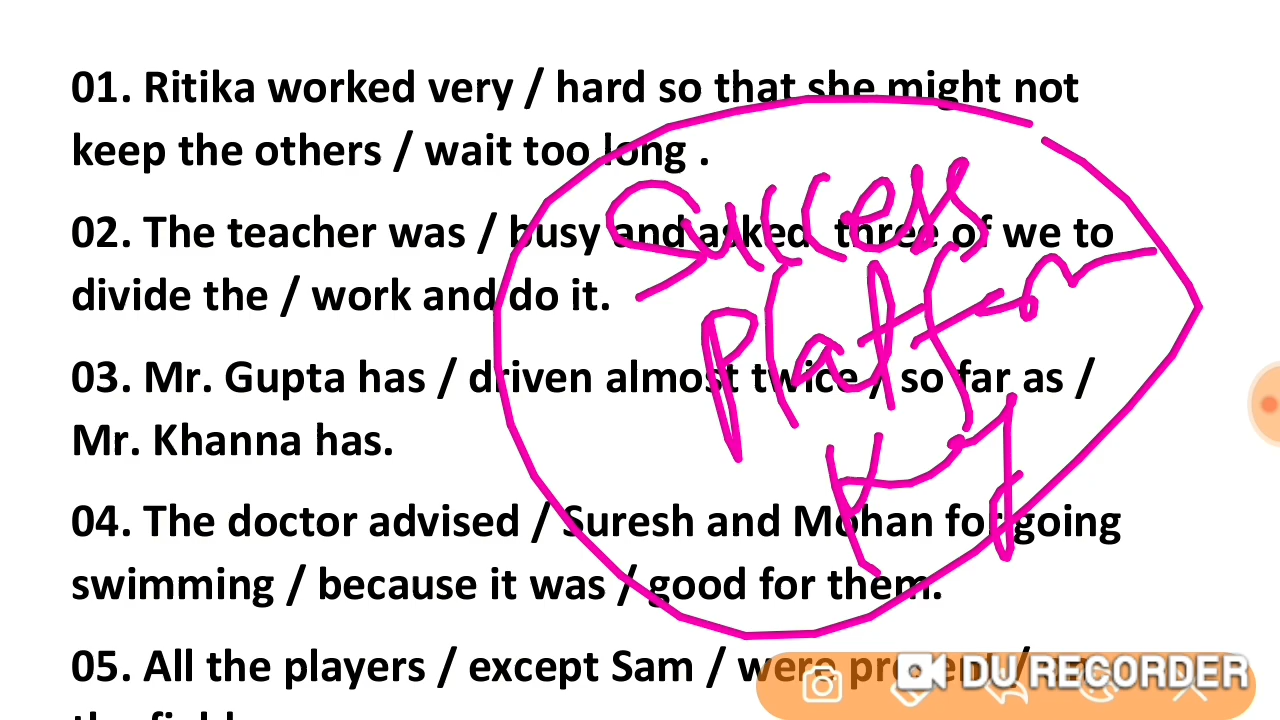 01. Ritika worked very / hard so that she might not
keep the others / wait too long .
02. The teacher was / busy and asked three of we to
divide the / work and do it.
03. Mr. Gupta has / driven almost twice / so far as /
Mr. Khanna has.
04. The doctor advised / Suresh and Mohan for going
swimming / because it was / good for them.
05. All the players / except Sam / were present /
Success
DU RECORDER